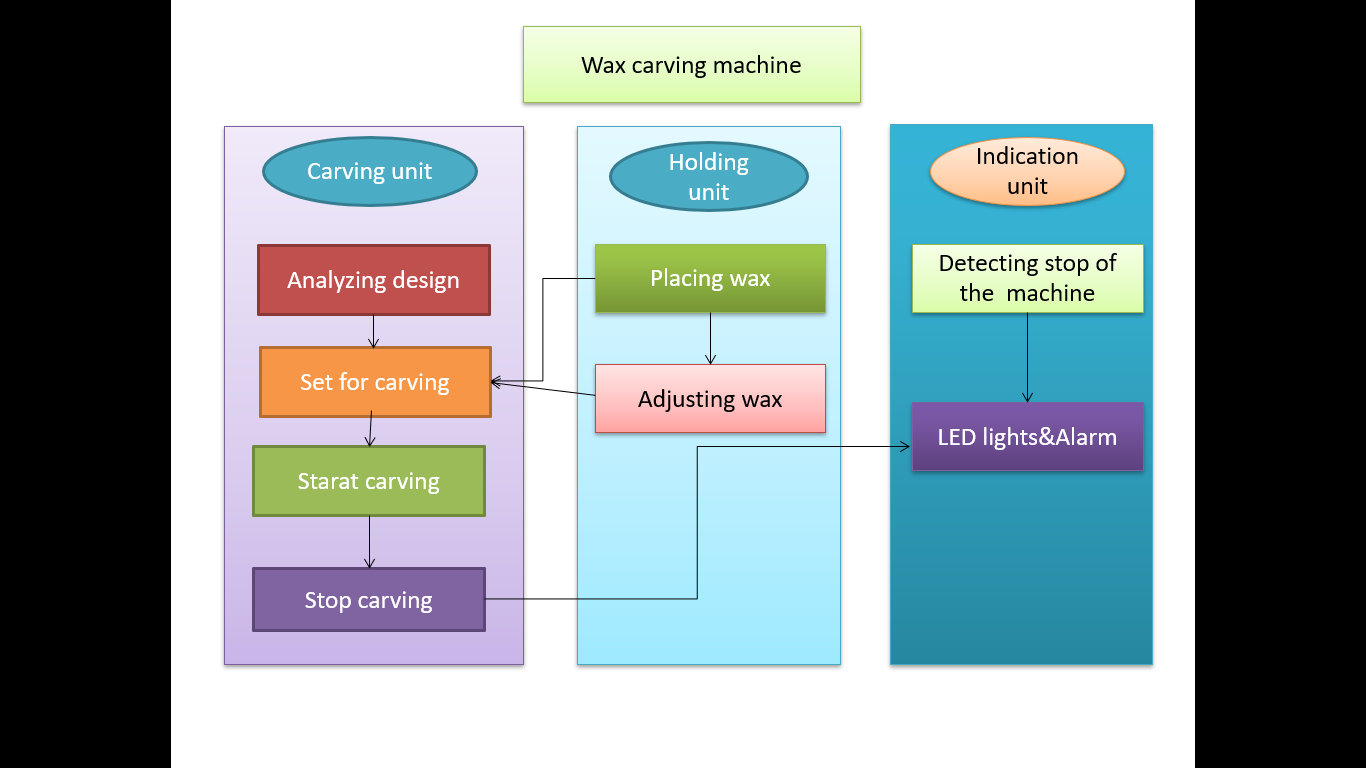 Wax carving machine
Carving unit
Analyzing design
Set for carving
Starat carving
Stop carving
Holding
unit
Placing wax
Adjusting wax
Indication
unit
Detecting stop of
the machine
LED lights&Alarm